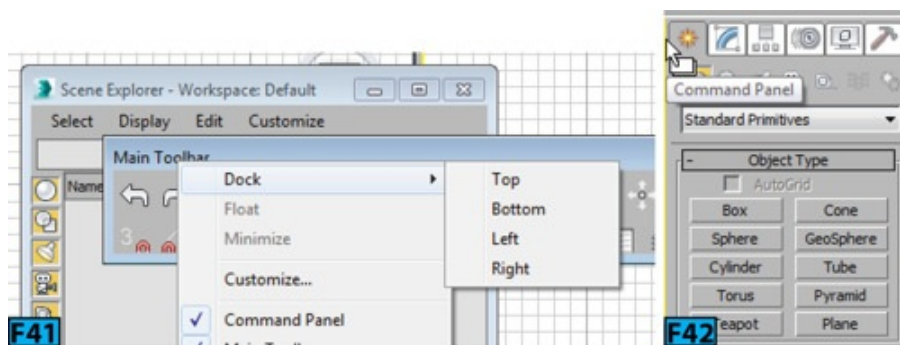 Scene Explorer - Workspace: Default
Select Display Edit Customize
Main Toolbar
Name
Dock
Float
Minimize
Customize...
Command Panel
Top
Bottom
Left
Right
3
F41
Command Panel
Standard Primitives
- Object Type
AutoGrid
Box Cone
Sphere GeoSphere
Cylinder Tube
Torus Pyramid
Teapot Plane
F42